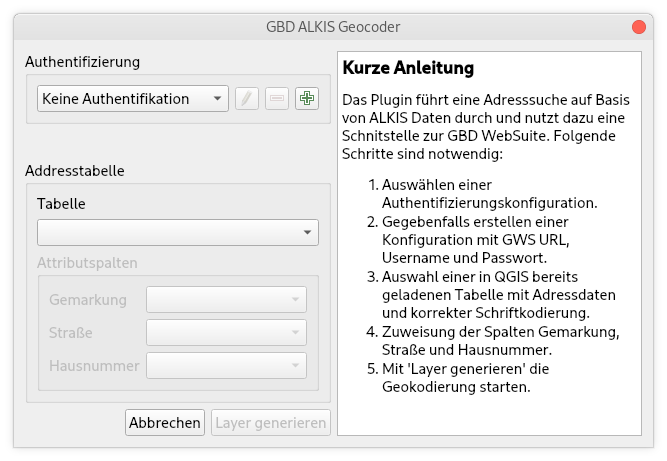 GBD ALKIS Geocoder
Authentifizierung
Keine Authentifikation
Addresstabelle
Tabelle
Attributspalten
Gemarkung
Straße
Hausnummer
Abbrechen
Layer generieren
Kurze Anleitung
Das Plugin führt eine Adresssuche auf Basis
von ALKIS Daten durch und nutzt dazu eine
Schnitstelle zur GBD WebSuite. Folgende
Schritte sind notwendig:
1. Auswählen einer
Authentifizierungskonfiguration.
2. Gegebenfalls erstellen einer
Konfiguration mit GWS URL,
Username und Passwort.
3. Auswahl einer in QGIS bereits
geladenen Tabelle mit Adressdaten
und korrekter Schriftkodierung.
4. Zuweisung der Spalten Gemarkung,
Straße und Hausnummer.
5. Mit 'Layer generieren' die
Geokodierung starten.